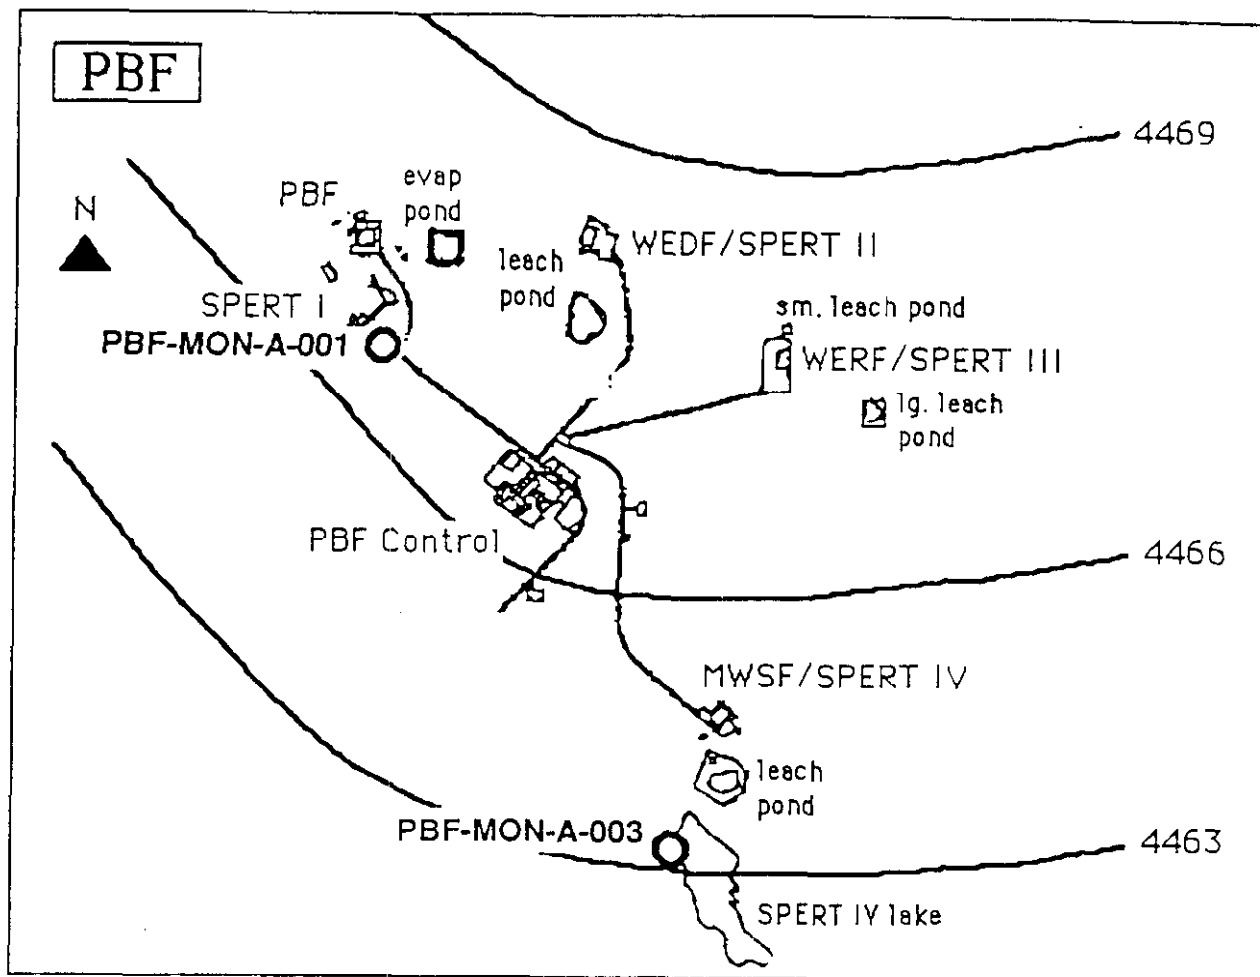 PBF
4469
N
PBF
evap
pond
WEDF/SPERT II
leach
pond
SPERT I
sm. leach pond
PBF-MON-A-001
WERF/SPERT III
lg. leach
pond
PBF Control
4466
MWSF/SPERT IV
leach
pond
PBF-MON-A-003
4463
SPERT IV lake